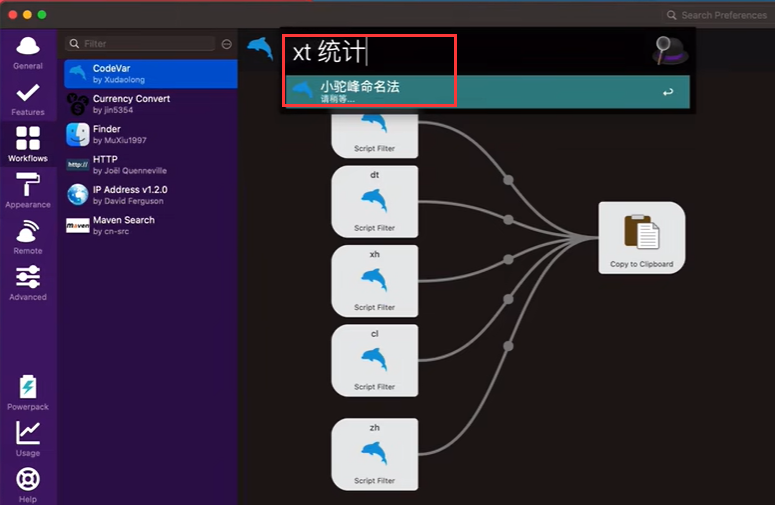 Search Preferences
General
Features
Workflows
Appearance
Remote
Advanced
Powerpack
Usage
Help
Filter
CodeVar
by Xudaolong
Currency Convert
by jin5354
Finder
by MuXiu1997
http://
HTTP
by Joël Quenneville
IP Address v1.2.0
by David Ferguson
Maven
Maven Search
by cn-src
xt 统计
小驼峰命名法
请稍等...
Script Filter
dt
Script Filter
xh
Script Filter
cl
Script Filter
zh
Script Filter
Copy to Clipboard